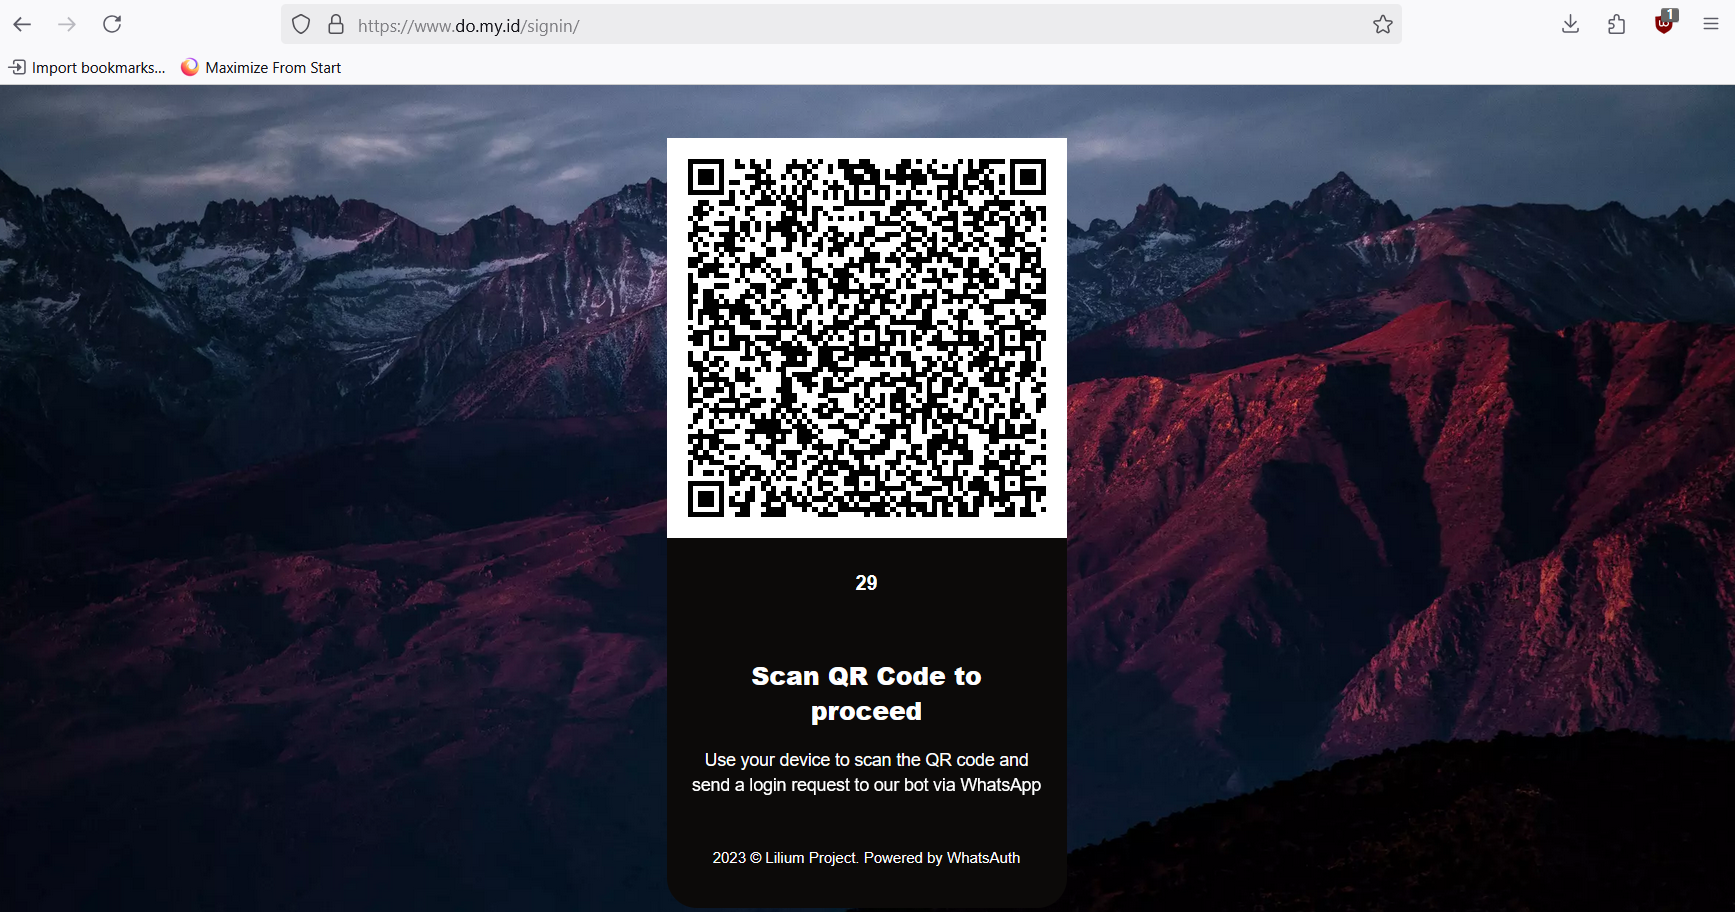 https://www.do.my.id/signin/
1
Import bookmarks...
Maximize From Start
29
Scan QR Code to
proceed
Use your device to scan the QR code and
send a login request to our bot via WhatsApp
2023 © Lilium Project. Powered by WhatsAuth